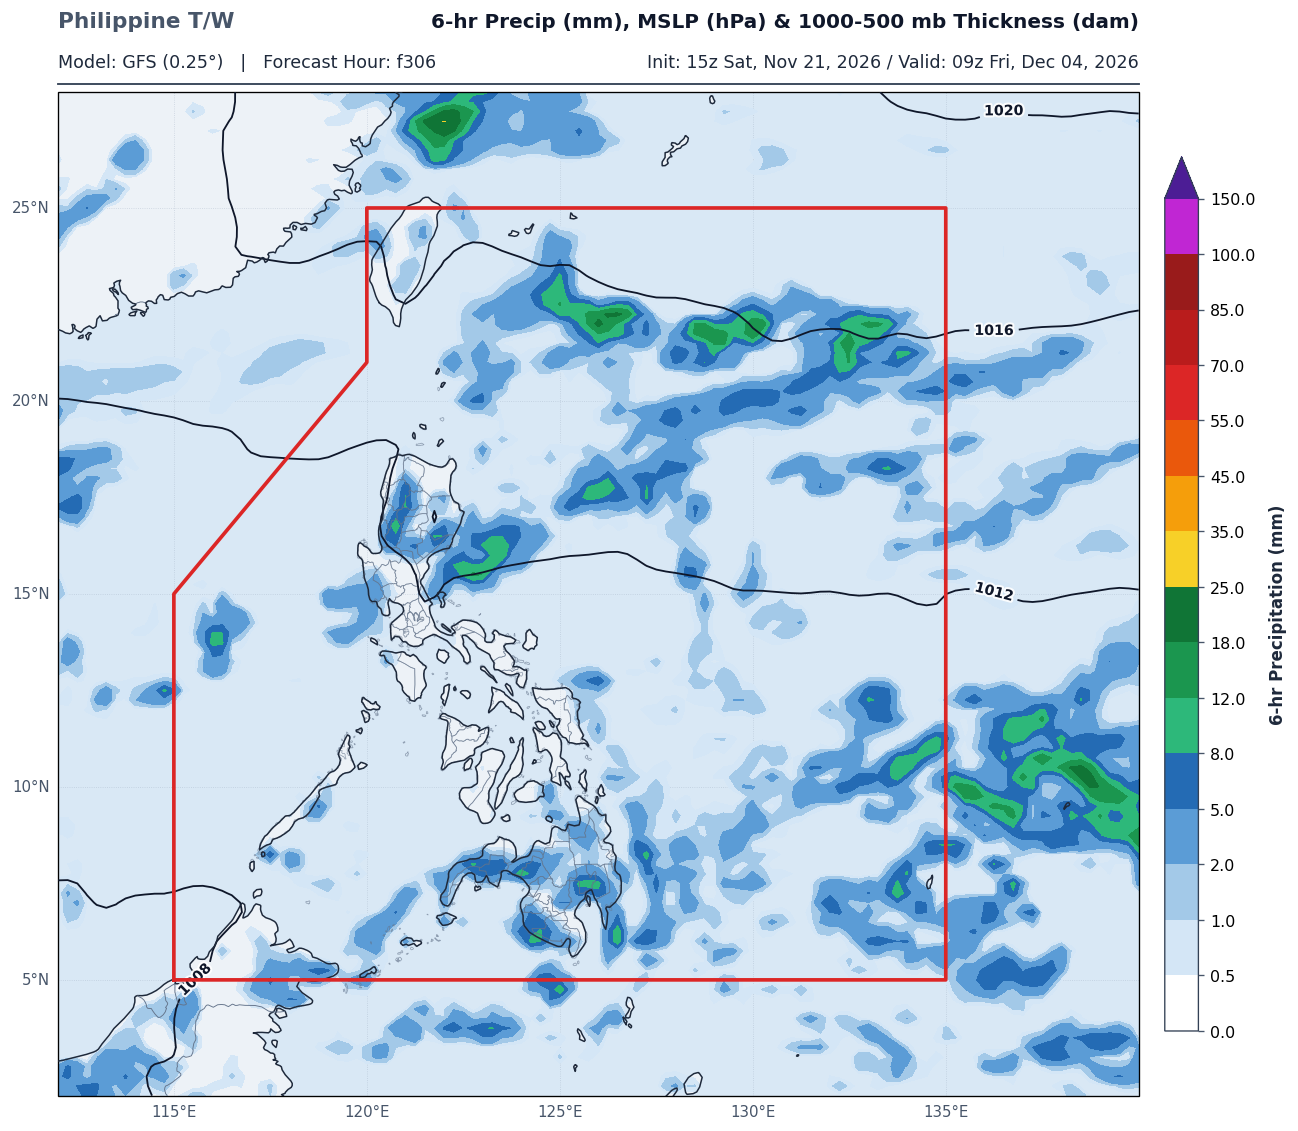 Philippine T/W
6-hr Precip (mm), MSLP (hPa) & 1000-500 mb Thickness (dam)
Model: GFS (0.25°)   |   Forecast Hour: f306
Init: 15z Sat, Nov 21, 2026 / Valid: 09z Fri, Dec 04, 2026
1020
1016
1012
1008
25°N
20°N
15°N
10°N
5°N
115°E
120°E
125°E
130°E
135°E
150.0
100.0
85.0
70.0
55.0
45.0
35.0
25.0
18.0
12.0
8.0
5.0
2.0
1.0
0.5
0.0
6-hr Precipitation (mm)